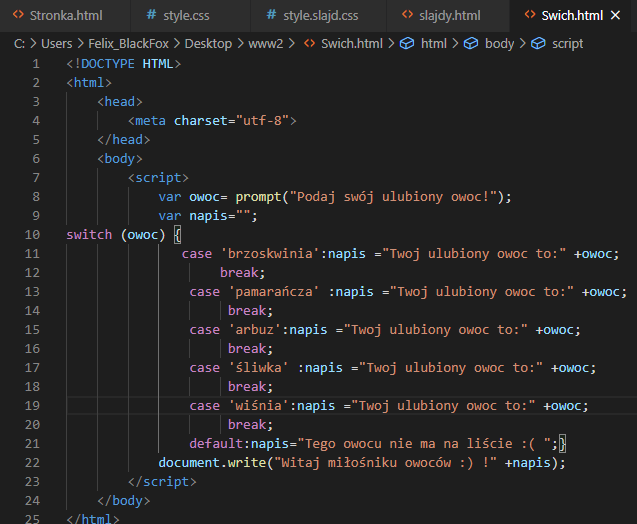 Stronka.html # style.css # style.slajd.css slajdy.html Swich.html
C: > Users > Felix_BlackFox > Desktop > www2 > Swich.html > html > body > script
1 <!DOCTYPE HTML>
2 <html>
3 <head>
4 <meta charset="utf-8">
5 </head>
6 <body>
7 <script>
8 var owoc= prompt("Podaj swój ulubiony owoc!");
9 var napis="";
10 switch (owoc) {
11 case 'brzoskwinia':napis ="Twoj ulubiony owoc to:" +owoc;
12 break;
13 case 'pamarańcza' :napis ="Twoj ulubiony owoc to:" +owoc;
14 break;
15 case 'arbuz':napis ="Twoj ulubiony owoc to:" +owoc;
16 break;
17 case 'śliwka' :napis ="Twoj ulubiony owoc to:" +owoc;
18 break;
19 case 'wiśnia':napis ="Twoj ulubiony owoc to:" +owoc;
20 break;
21 default:napis="Tego owocu nie ma na liście :( ";}
22 document.write("Witaj miłośniku owoców :) !" +napis);
23 </script>
24 </body>
25 </html>